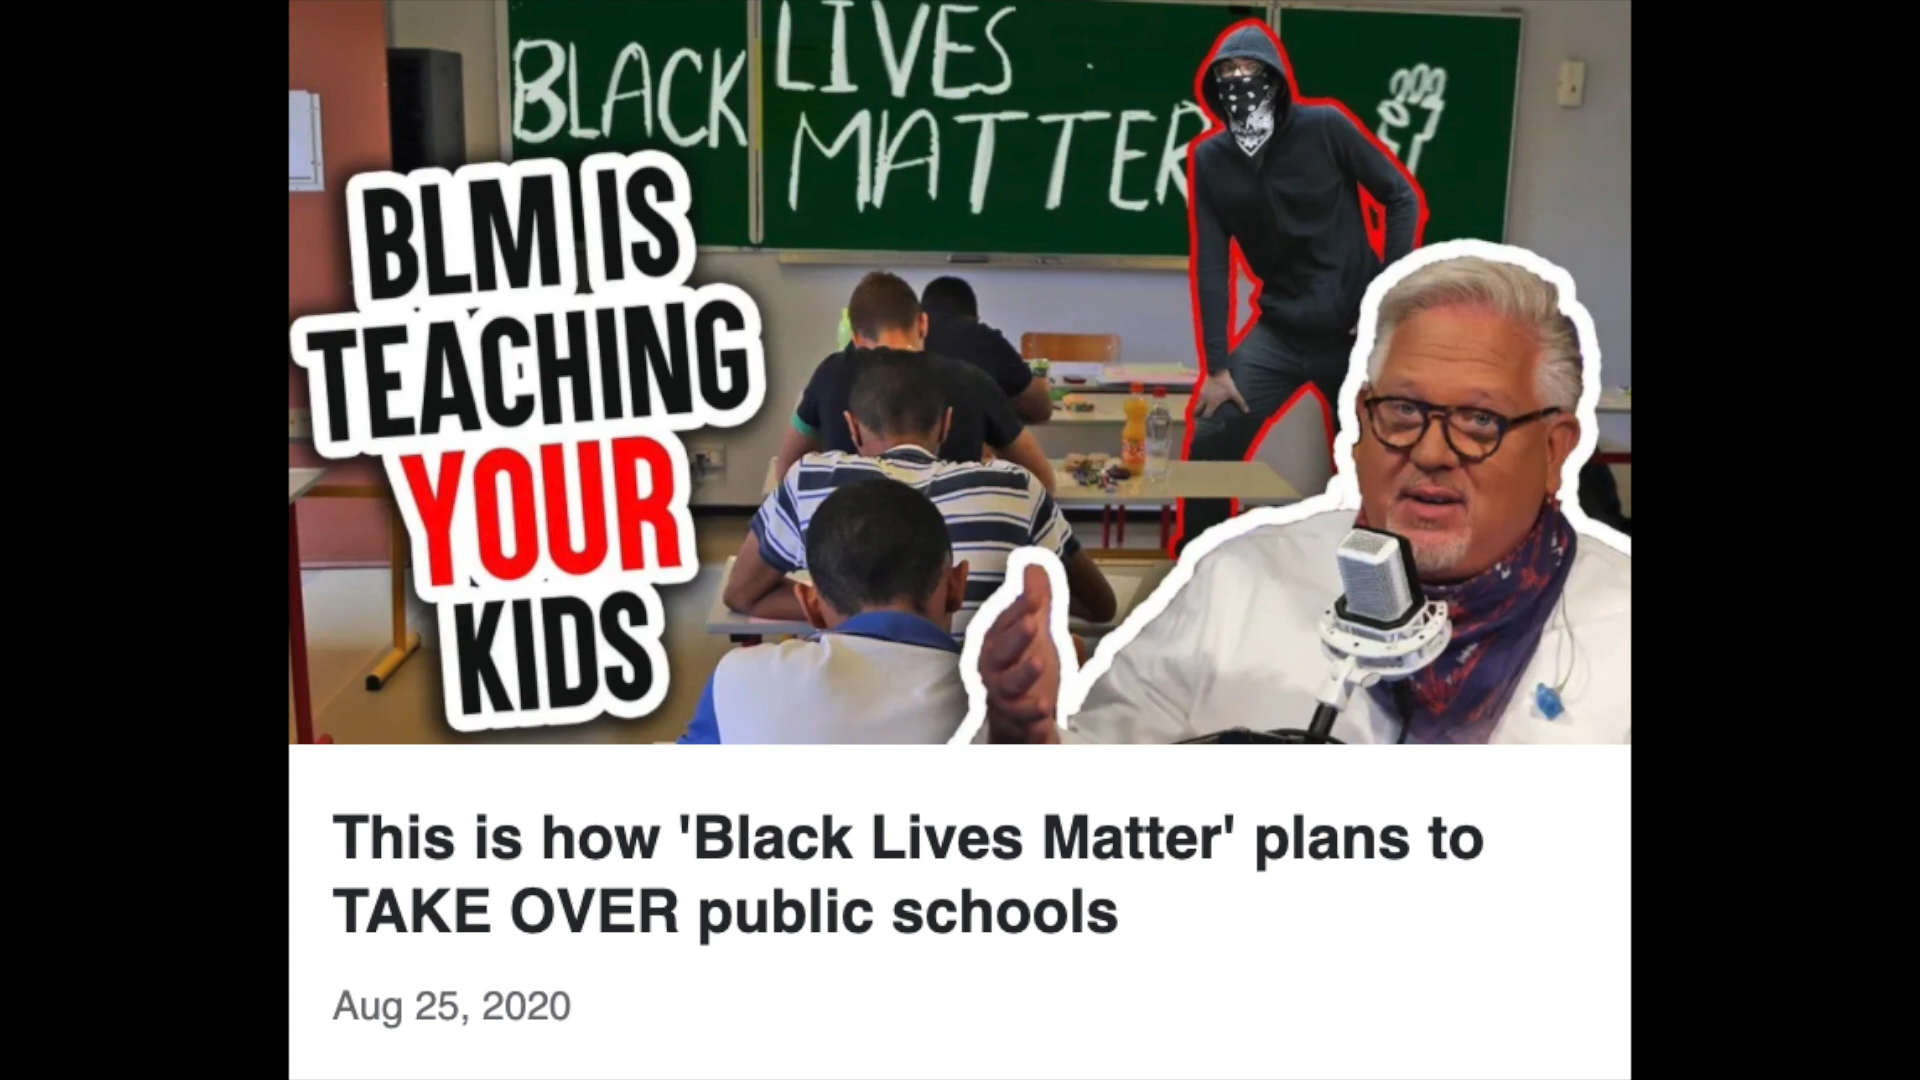 BLACK LIVES
MATTER
BLM IS
TEACHING
YOUR
KIDS
This is how 'Black Lives Matter' plans to
TAKE OVER public schools
Aug 25, 2020